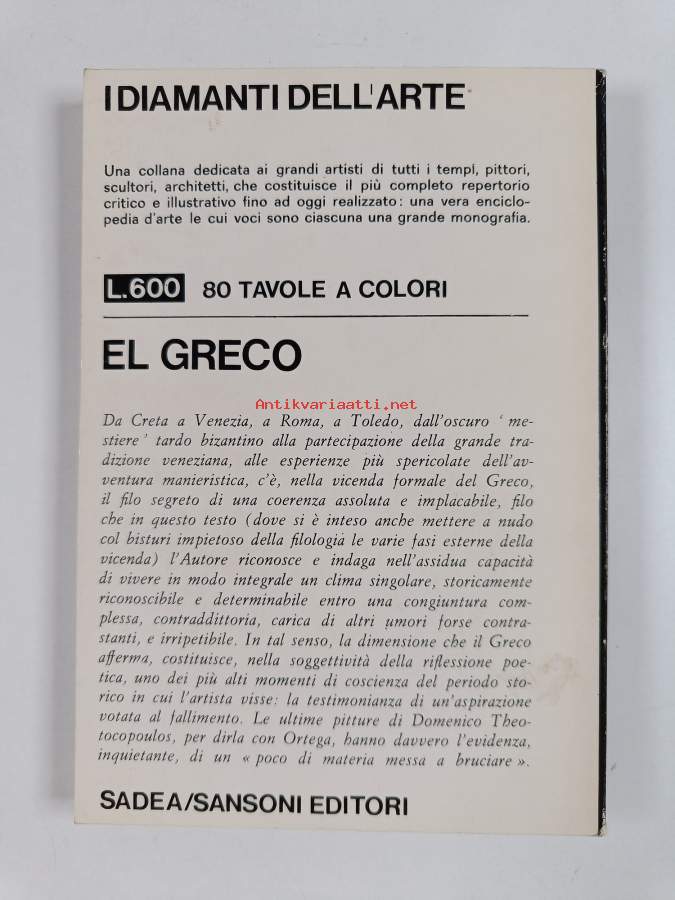 I DIAMANTI DELL'ARTE
Una collana dedicata ai grandi artisti di tutti i tempi, pittori,
scultori, architetti, che costituisce il più completo repertorio
critico e illustrativo fino ad oggi realizzato: una vera enciclo-
pedia d'arte le cui voci sono ciascuna una grande monografia.
L.600 80 TAVOLE A COLORI
EL GRECO
Antikvariaatti.net
Da Creta a Venezia, a Roma, a Toledo, dall'oscuro ‘ me-
stiere ’ tardo bizantino alla partecipazione della grande tra-
dizione veneziana, alle esperienze più spericolate dell'av-
ventura manieristica, c'è, nella vicenda formale del Greco,
il filo segreto di una coerenza assoluta e implacabile, filo
che in questo testo (dove si è inteso anche mettere a nudo
col bisturi impietoso della filologia le varie fasi esterne della
vicenda) l'Autore riconosce e indaga nell'assidua capacità
di vivere in modo integrale un clima singolare, storicamente
riconoscibile e determinabile entro una congiuntura com-
plessa, contraddittoria, carica di altri umori forse contra-
stanti, e irripetibile. In tal senso, la dimensione che il Greco
afferma, costituisce, nella soggettività della riflessione poe-
tica, uno dei più alti momenti di coscienza del periodo sto-
rico in cui l'artista visse: la testimonianza di un'aspirazione
votata al fallimento. Le ultime pitture di Domenico Theo-
tocopoulos, per dirla con Ortega, hanno davvero l'evidenza,
inquietante, di un « poco di materia messa a bruciare ».
SADEA/SANSONI EDITORI